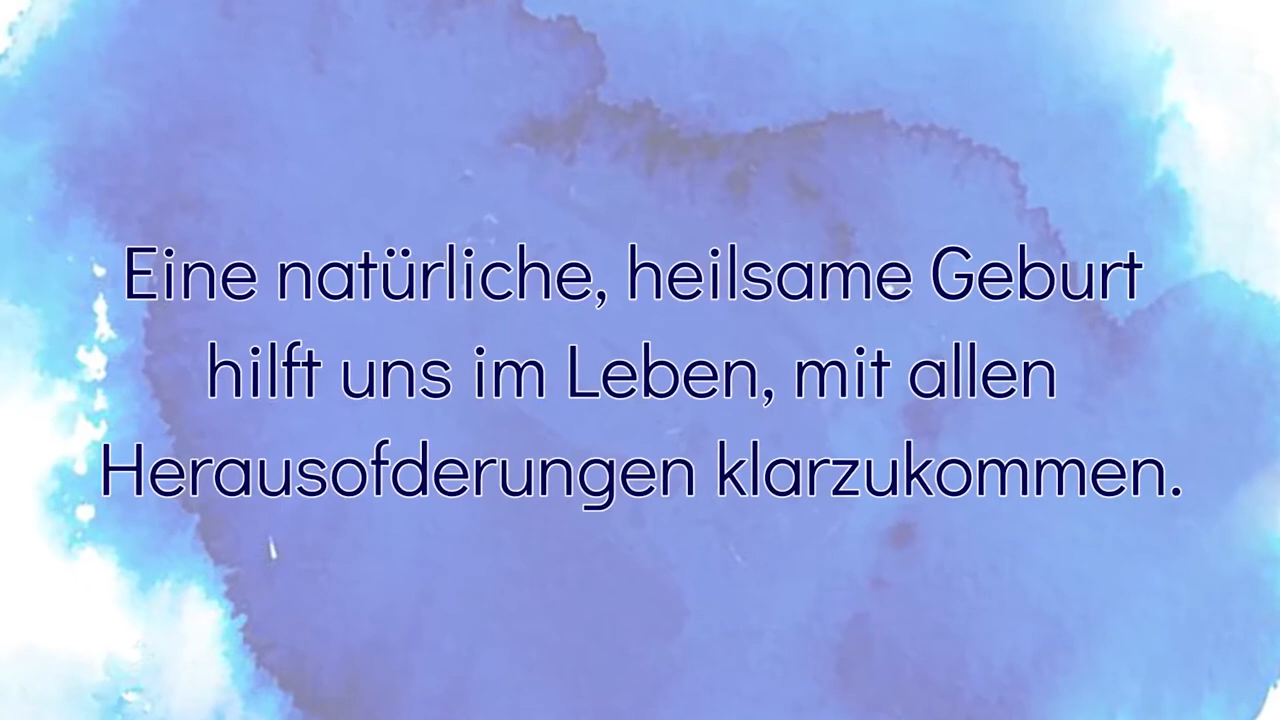 Eine natürliche, heilsame Geburt
hilft uns im Leben, mit allen
Herausofderungen klarzukommen.